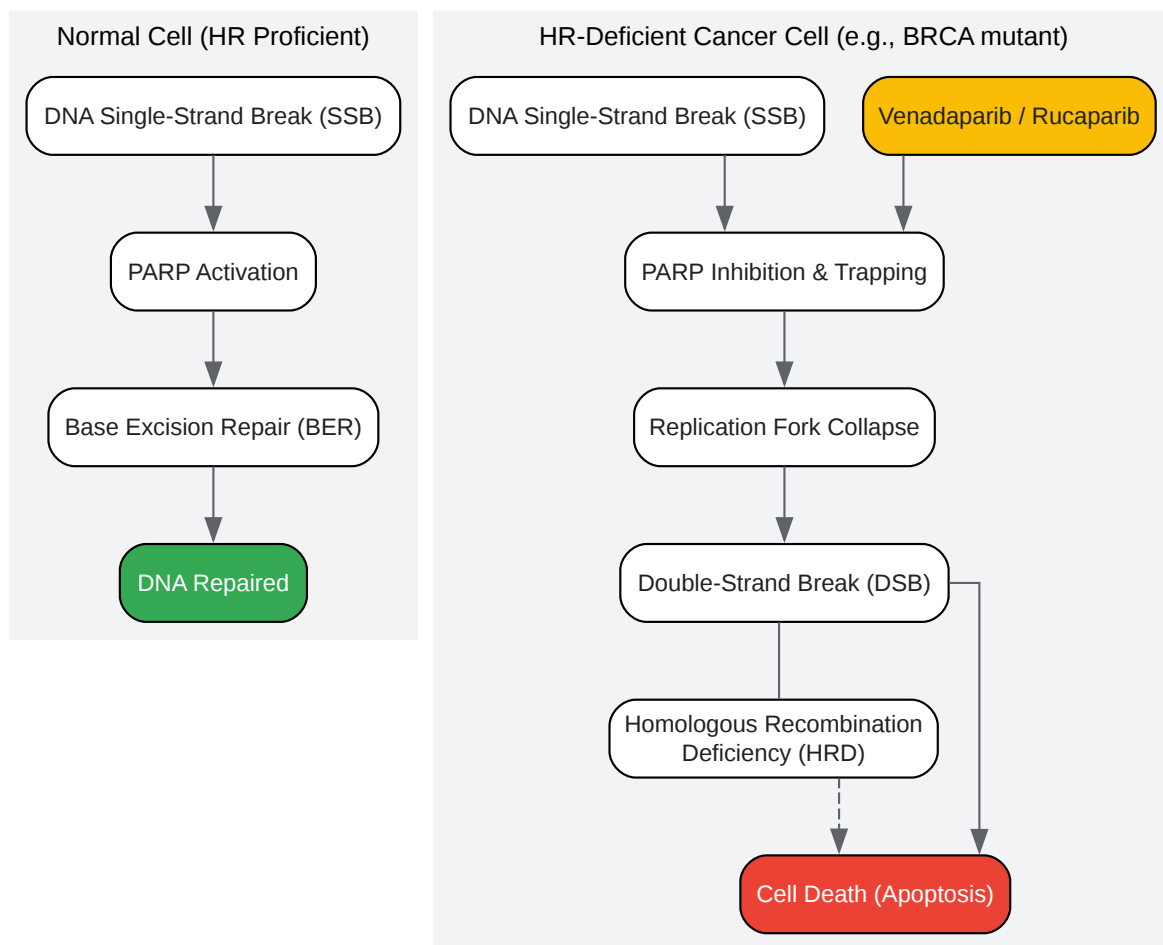 Normal Cell (HR Proficient)
DNA Single-Strand Break (SSB)
PARP Activation
Base Excision Repair (BER)
DNA Repaired
HR-Deficient Cancer Cell (e.g., BRCA mutant)
DNA Single-Strand Break (SSB)
Venadaparib / Rucaparib
PARP Inhibition & Trapping
Replication Fork Collapse
Double-Strand Break (DSB)
Homologous Recombination
Deficiency (HRD)
Cell Death (Apoptosis)